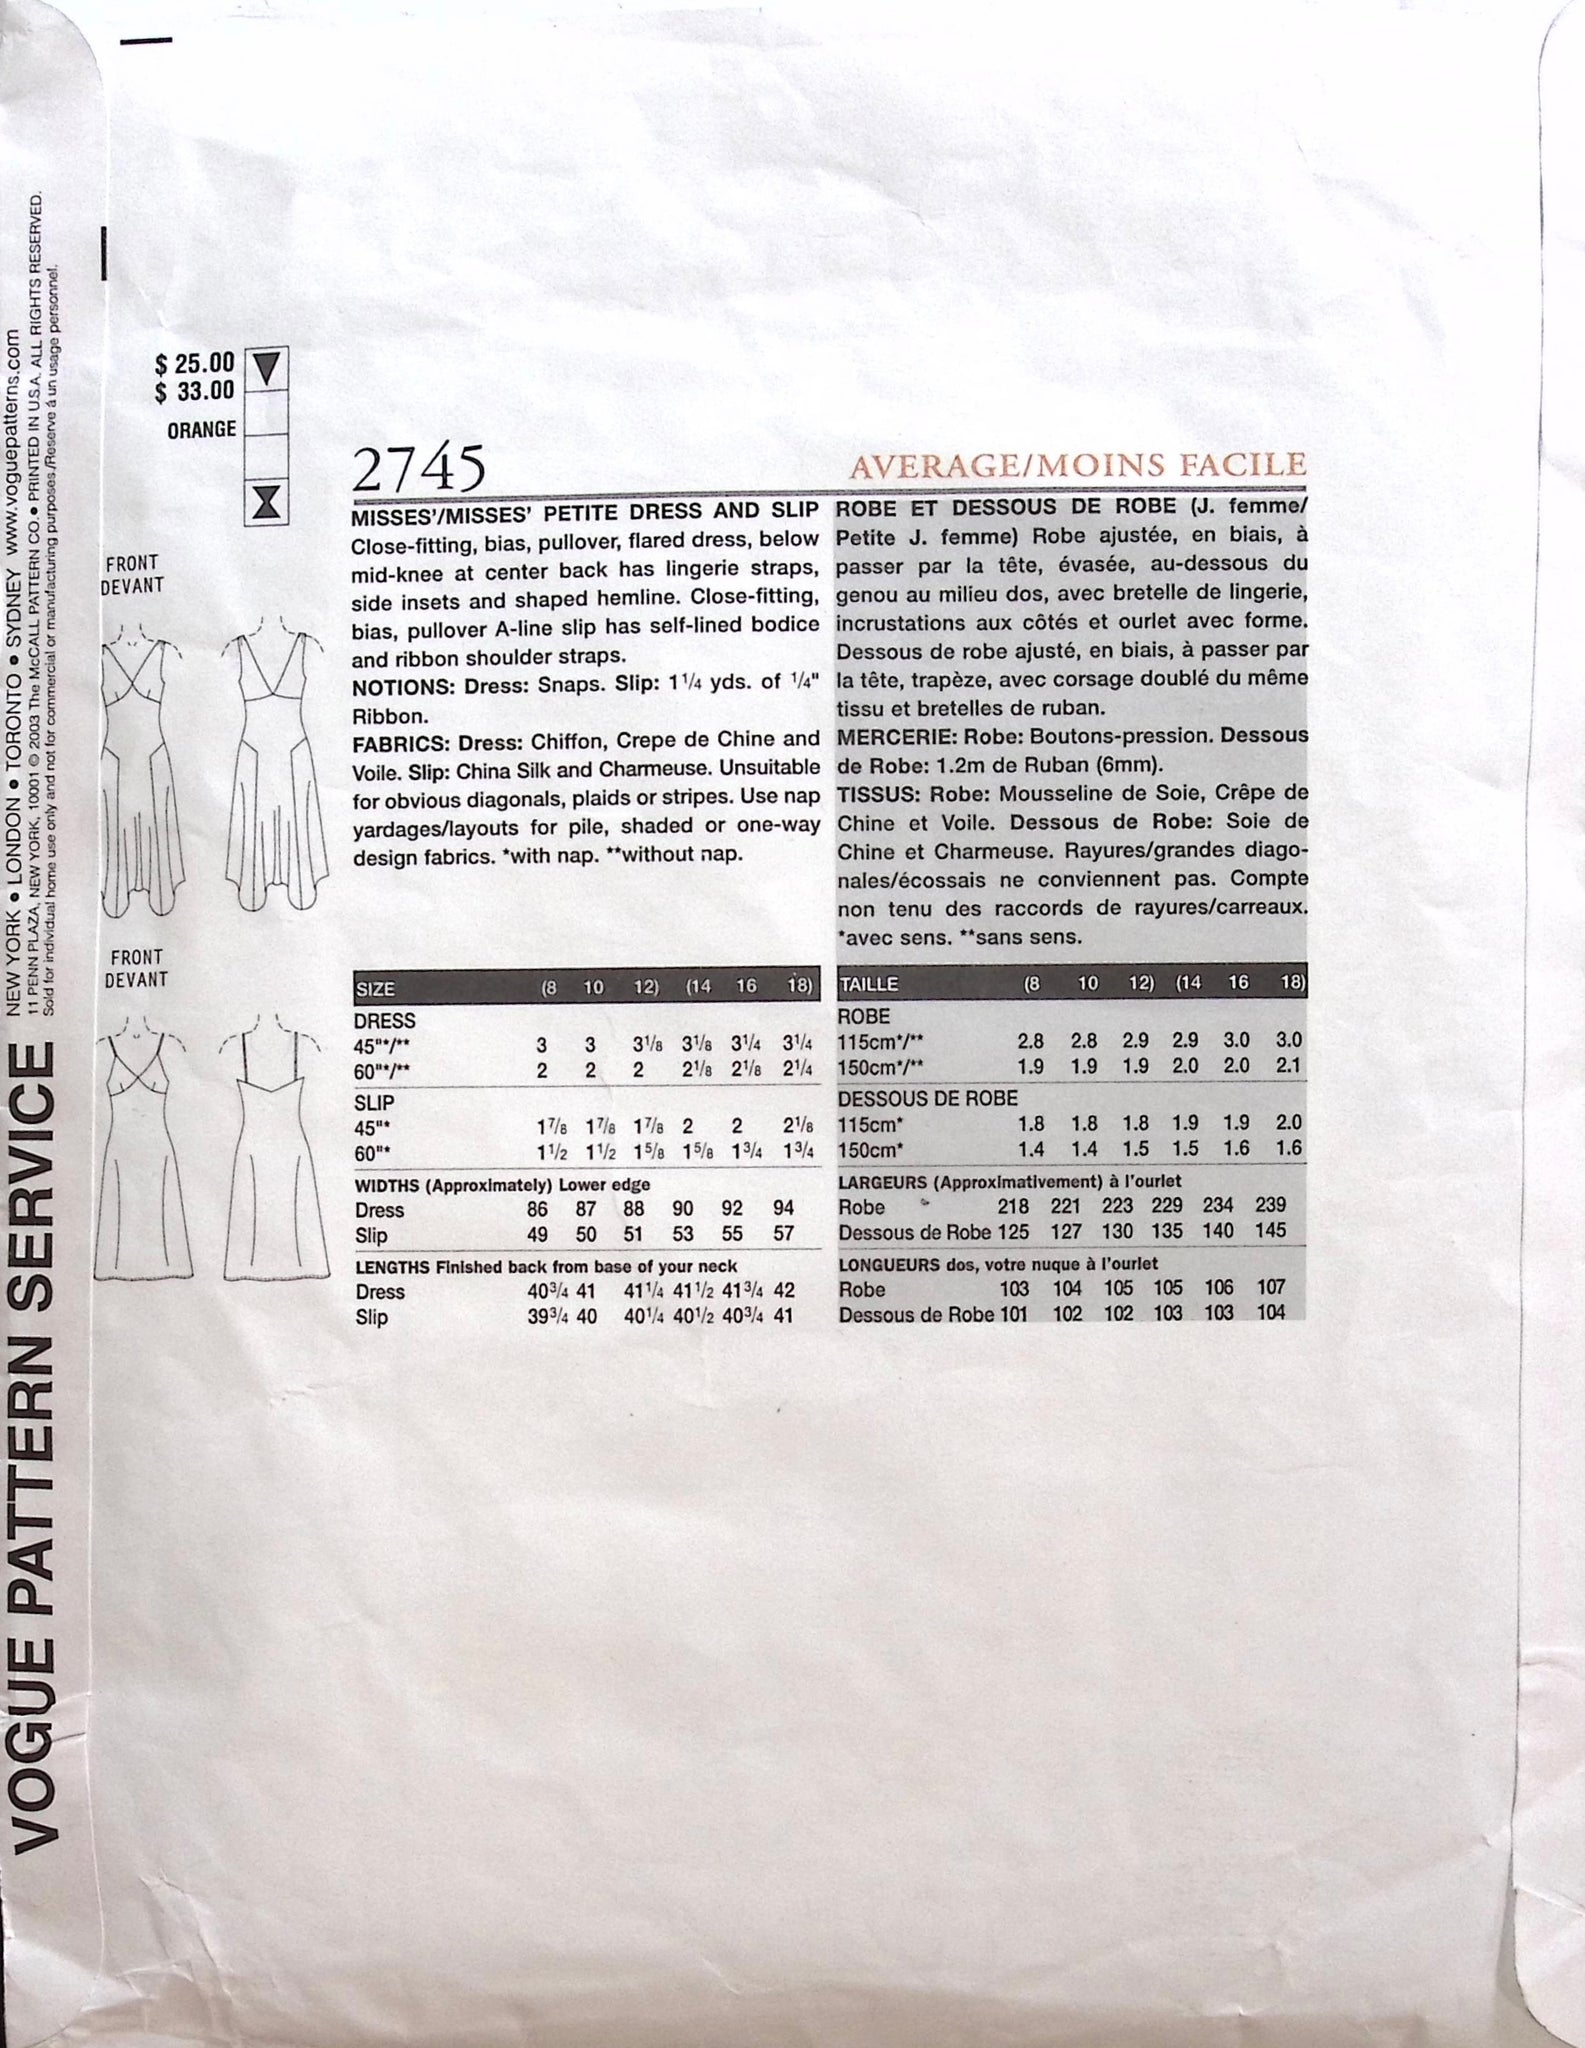 VOGUE PATTERN SERVICE
NEW YORK • LONDON • TORONTO • SYDNEY www.voguepatterns.com
11 PENN PLAZA, NEW YORK, 10001 © 2003 The McCALL PATTERN CO. • PRINTED IN U.S.A. ALL RIGHTS RESERVED.
Sold for individual home use only and not for commercial or manufacturing purposes./Reserve à un usage personnel.
$ 25.00
$ 33.00
ORANGE
FRONT
DEVANT
FRONT
DEVANT
2745
AVERAGE/MOINS FACILE
MISSES'/MISSES' PETITE DRESS AND SLIP
Close-fitting, bias, pullover, flared dress, below
mid-knee at center back has lingerie straps,
side insets and shaped hemline. Close-fitting,
bias, pullover A-line slip has self-lined bodice
and ribbon shoulder straps.
NOTIONS: Dress: Snaps. Slip: 1 1/4 yds. of 1/4"
Ribbon.
FABRICS: Dress: Chiffon, Crepe de Chine and
Voile. Slip: China Silk and Charmeuse. Unsuitable
for obvious diagonals, plaids or stripes. Use nap
yardages/layouts for pile, shaded or one-way
design fabrics. *with nap. **without nap.
SIZE (8 10 12) (14 16 18)
DRESS
45"*/** 3 3 3 1/8 3 1/8 3 1/4 3 1/4
60"*/** 2 2 2 2 1/8 2 1/8 2 1/4
SLIP
45"* 1 7/8 1 7/8 1 7/8 2 2 2 1/8
60"* 1 1/2 1 1/2 1 5/8 1 5/8 1 3/4 1 3/4
WIDTHS (Approximately) Lower edge
Dress 86 87 88 90 92 94
Slip 49 50 51 53 55 57
LENGTHS Finished back from base of your neck
Dress 40 3/4 41 41 1/4 41 1/2 41 3/4 42
Slip 39 3/4 40 40 1/4 40 1/2 40 3/4 41
ROBE ET DESSOUS DE ROBE (J. femme/
Petite J. femme) Robe ajustée, en biais, à
passer par la tête, évasée, au-dessous du
genou au milieu dos, avec bretelle de lingerie,
incrustations aux côtés et ourlet avec forme.
Dessous de robe ajusté, en biais, à passer par
la tête, trapèze, avec corsage doublé du même
tissu et bretelles de ruban.
MERCERIE: Robe: Boutons-pression. Dessous
de Robe: 1.2m de Ruban (6mm).
TISSUS: Robe: Mousseline de Soie, Crêpe de
Chine et Voile. Dessous de Robe: Soie de
Chine et Charmeuse. Rayures/grandes diago-
nales/écossais ne conviennent pas. Compte
non tenu des raccords de rayures/carreaux.
*avec sens. **sans sens.
TAILLE (8 10 12) (14 16 18)
ROBE
115cm*/** 2.8 2.8 2.9 2.9 3.0 3.0
150cm*/** 1.9 1.9 1.9 2.0 2.0 2.1
DESSOUS DE ROBE
115cm* 1.8 1.8 1.8 1.9 1.9 2.0
150cm* 1.4 1.4 1.5 1.5 1.6 1.6
LARGEURS (Approximativement) à l'ourlet
Robe 218 221 223 229 234 239
Dessous de Robe 125 127 130 135 140 145
LONGUEURS dos, votre nuque à l'ourlet
Robe 103 104 105 105 106 107
Dessous de Robe 101 102 102 103 103 104